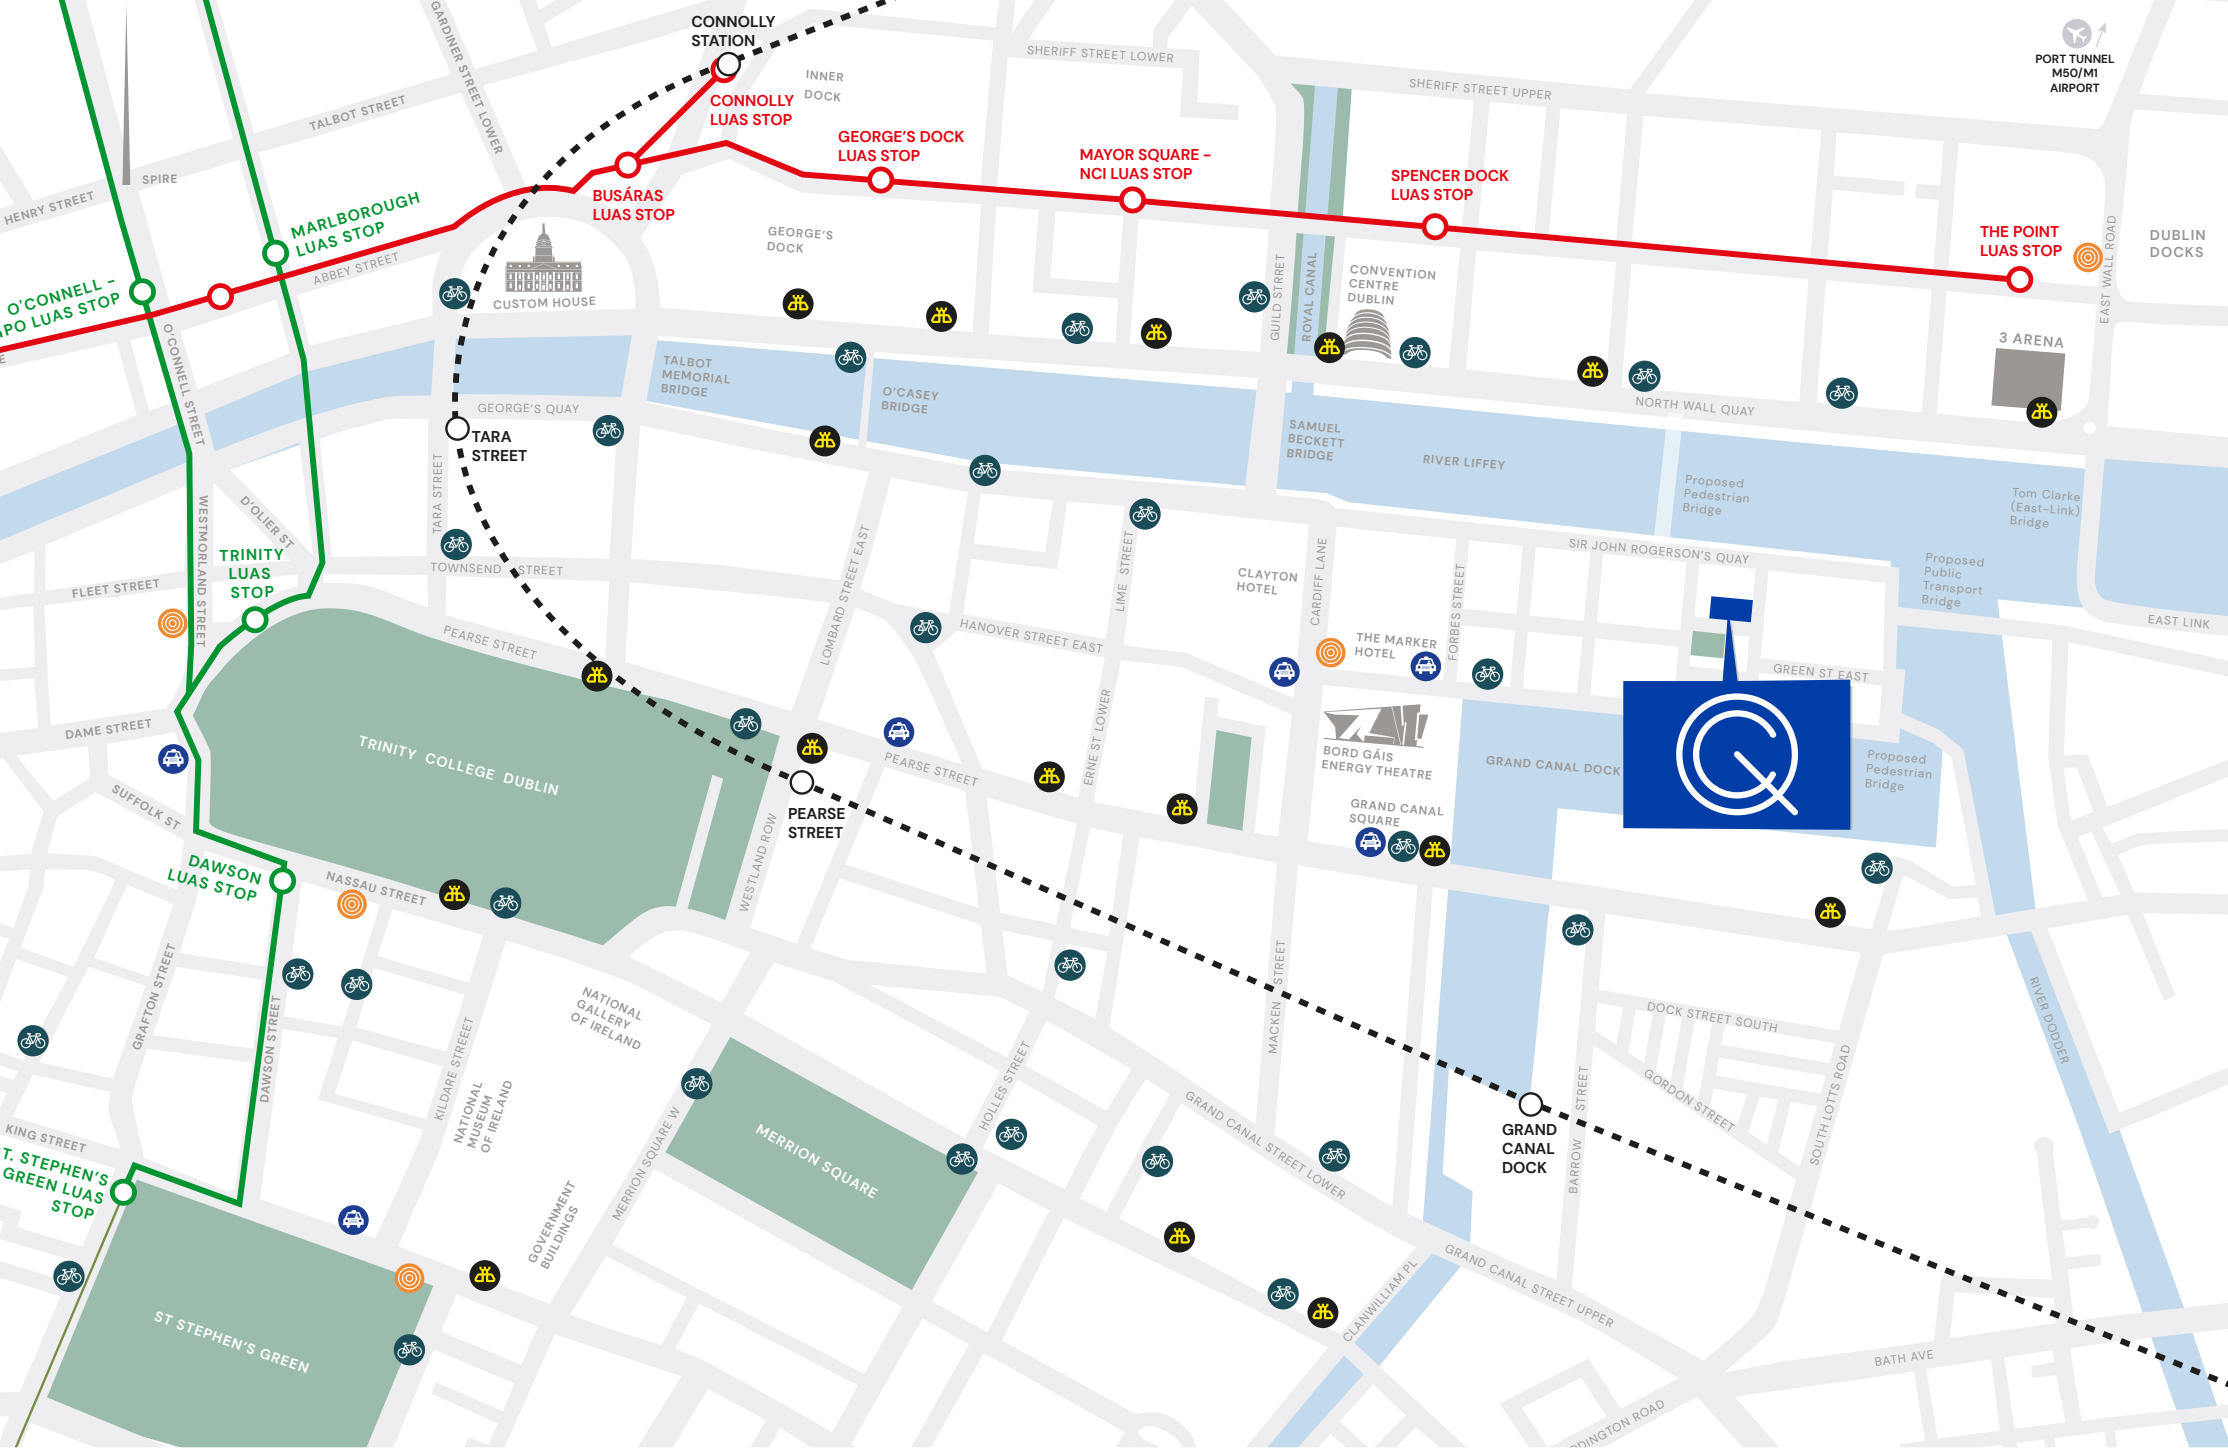 CONNOLLY
STATION
CONNOLLY
LUAS STOP
INNER
DOCK
SHERIFF STREET LOWER
SHERIFF STREET UPPER
PORT TUNNEL
M50/M1
AIRPORT
GARDINER STREET LOWER
TALBOT STREET
SPIRE
HENRY STREET
GEORGE'S DOCK
LUAS STOP
MAYOR SQUARE -
NCI LUAS STOP
SPENCER DOCK
LUAS STOP
THE POINT
LUAS STOP
DUBLIN
DOCKS
EAST WALL ROAD
BUSÁRAS
LUAS STOP
MARLBOROUGH
LUAS STOP
ABBEY STREET
O'CONNELL -
PO LUAS STOP
O'CONNELL STREET
CUSTOM HOUSE
GEORGE'S
DOCK
GUILD STRRET
ROYAL CANAL
CONVENTION
CENTRE
DUBLIN
3 ARENA
TALBOT
MEMORIAL
BRIDGE
O'CASEY
BRIDGE
SAMUEL
BECKETT
BRIDGE
RIVER LIFFEY
NORTH WALL QUAY
Proposed
Pedestrian
Bridge
Tom Clarke
(East-Link)
Bridge
GEORGE'S QUAY
TARA
STREET
TARA STREET
WESTMORLAND STREET
D'OLIER ST
TRINITY
LUAS
STOP
FLEET STREET
TOWNSEND STREET
PEARSE STREET
LOMBARD STREET EAST
LIME STREET
HANOVER STREET EAST
CLAYTON
HOTEL
CARDIFF LANE
SIR JOHN ROGERSON'S QUAY
Proposed
Public
Transport
Bridge
EAST LINK
THE MARKER
HOTEL
FORBES STREET
GREEN ST EAST
DAME STREET
SUFFOLK ST
TRINITY COLLEGE DUBLIN
PEARSE STREET
ERNE ST LOWER
BORD GÁIS
ENERGY THEATRE
GRAND CANAL DOCK
Proposed
Pedestrian
Bridge
GRAND CANAL
SQUARE
PEARSE
STREET
WESTLAND ROW
DAWSON
LUAS STOP
NASSAU STREET
GRAFTON STREET
DAWSON STREET
KILDARE STREET
NATIONAL
GALLERY
OF IRELAND
NATIONAL
MUSEUM
OF IRELAND
MACKEN STREET
HOLLES STREET
DOCK STREET SOUTH
GORDON STREET
SOUTH LOTTS ROAD
RIVER DODDER
BARROW STREET
GRAND
CANAL
DOCK
GRAND CANAL STREET LOWER
MERRION SQUARE
MERRION SQUARE W
GOVERNMENT
BUILDINGS
KING STREET
T. STEPHEN'S
GREEN LUAS
STOP
ST STEPHEN'S GREEN
CLANWILLIAM PL
GRAND CANAL STREET UPPER
BATH AVE
DDINGTON ROAD